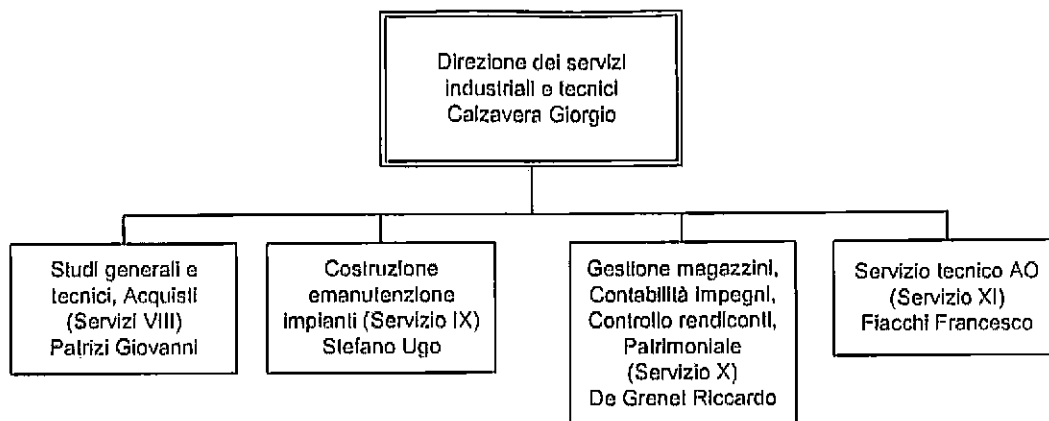 Direzione dei servizi
industriali e tecnici
Calzavera Giorgio
Studi generali e
tecnici, Acquisti
(Servizi VIII)
Patrizi Giovanni
Costruzione
emanutenzione
impianti (Servizio IX)
Stefano Ugo
Gestione magazzini,
Contabilità impegni,
Controllo rendiconti,
Patrimoniale
(Servizio X)
De Grenet Riccardo
Servizio tecnico AO
(Servizio XI)
Fiacchi Francesco